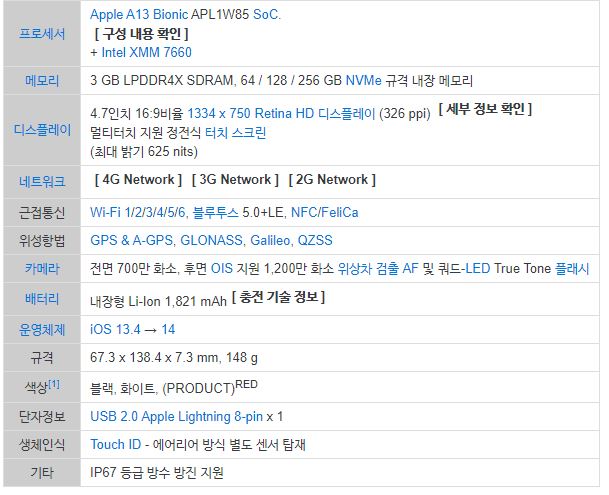 프로세서
Apple A13 Bionic APL1W85 SoC.
[ 구성 내용 확인 ]
+ Intel XMM 7660
메모리
3 GB LPDDR4X SDRAM, 64 / 128 / 256 GB NVMe 규격 내장 메모리
디스플레이
4.7인치 16:9비율 1334 x 750 Retina HD 디스플레이 (326 ppi) [ 세부 정보 확인 ]
멀티터치 지원 정전식 터치 스크린
(최대 밝기 625 nits)
네트워크
[ 4G Network ] [ 3G Network ] [ 2G Network ]
근접통신
Wi-Fi 1/2/3/4/5/6, 블루투스 5.0+LE, NFC/FeliCa
위성항법
GPS & A-GPS, GLONASS, Galileo, QZSS
카메라
전면 700만 화소, 후면 OIS 지원 1,200만 화소 위상차 검출 AF 및 쿼드-LED True Tone 플래시
배터리
내장형 Li-Ion 1,821 mAh [ 충전 기술 정보 ]
운영체제
iOS 13.4 → 14
규격
67.3 x 138.4 x 7.3 mm, 148 g
색상[1]
블랙, 화이트, (PRODUCT)RED
단자정보
USB 2.0 Apple Lightning 8-pin x 1
생체인식
Touch ID - 에어리어 방식 별도 센서 탑재
기타
IP67 등급 방수 방진 지원